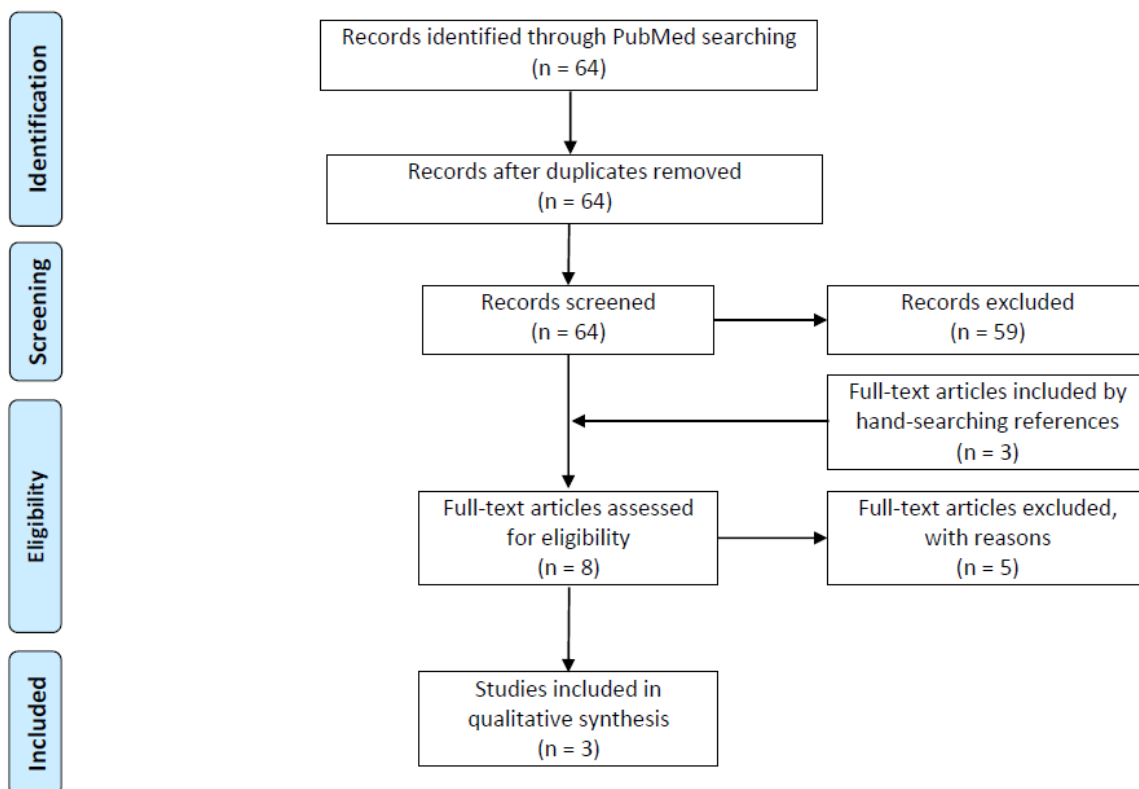 Identification
Records identified through PubMed searching
(n = 64)
Records after duplicates removed
(n = 64)
Screening
Records screened
(n = 64)
Records excluded
(n = 59)
Full-text articles included by
hand-searching references
(n = 3)
Eligibility
Full-text articles assessed
for eligibility
(n = 8)
Full-text articles excluded,
with reasons
(n = 5)
Included
Studies included in
qualitative synthesis
(n = 3)